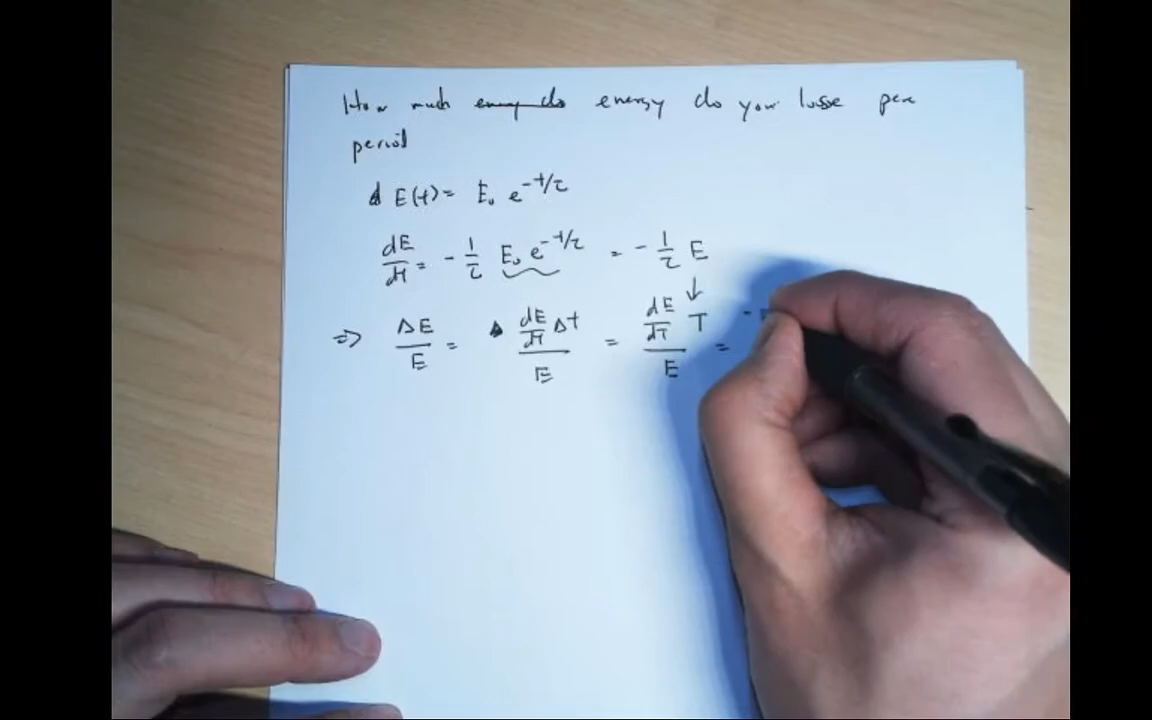 How much energy do energy do you lose per
period
d E(t) = E₀ e^{-t/τ}
dE/dt = - 1/τ E₀ e^{-t/τ} = - 1/τ E
⇒ ΔE/E = (dE/dt Δt)/E = (dE/dt T)/E = -